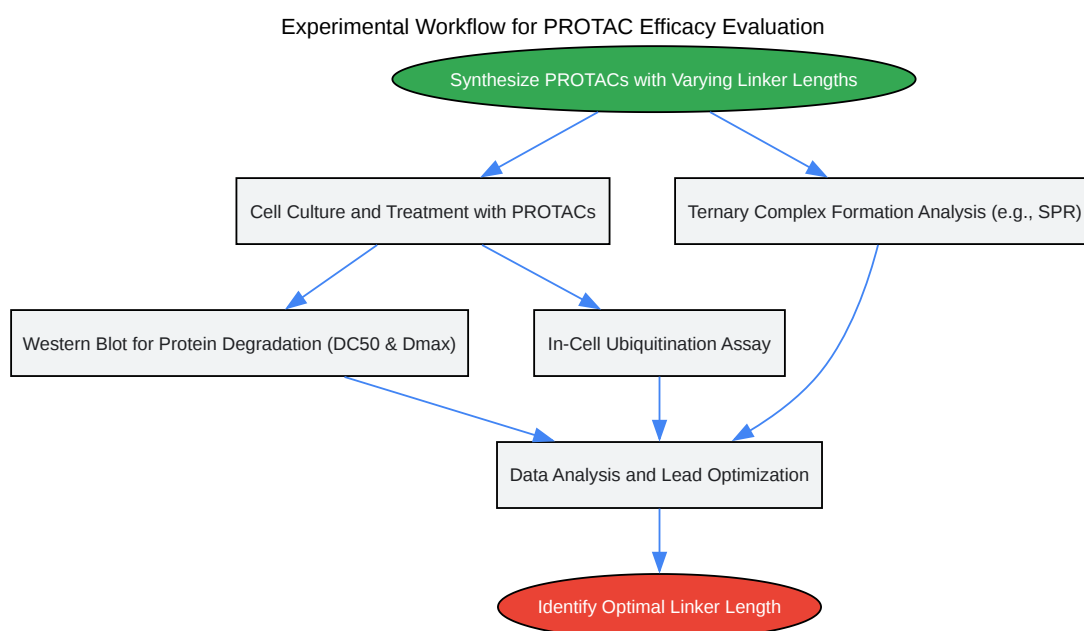 Experimental Workflow for PROTAC Efficacy Evaluation
Synthesize PROTACs with Varying Linker Lengths
Cell Culture and Treatment with PROTACs
Ternary Complex Formation Analysis (e.g., SPR)
Western Blot for Protein Degradation (DC50 & Dmax)
In-Cell Ubiquitination Assay
Data Analysis and Lead Optimization
Identify Optimal Linker Length